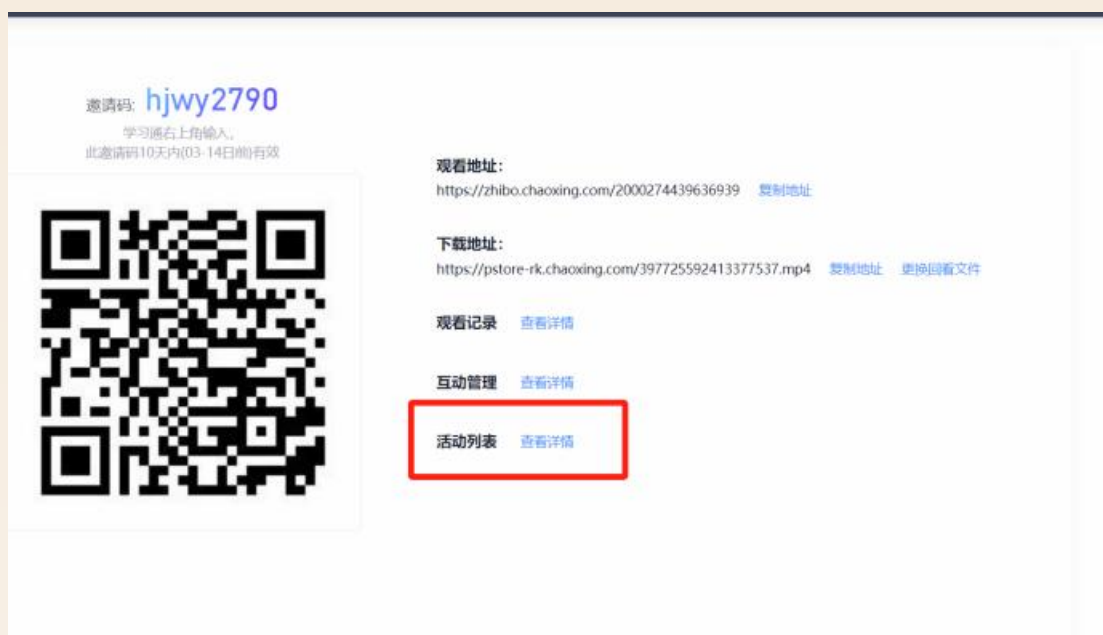 邀请码: hjwy2790
学习通右上角输入,
此邀请码10天内(03-14日前)有效
观看地址:
https://zhibo.chaoxing.com/2000274439636939 复制地址
下载地址:
https://pstore-rk.chaoxing.com/397725592413377537.mp4 复制地址 更换回看文件
观看记录 查看详情
互动管理 查看详情
活动列表 查看详情